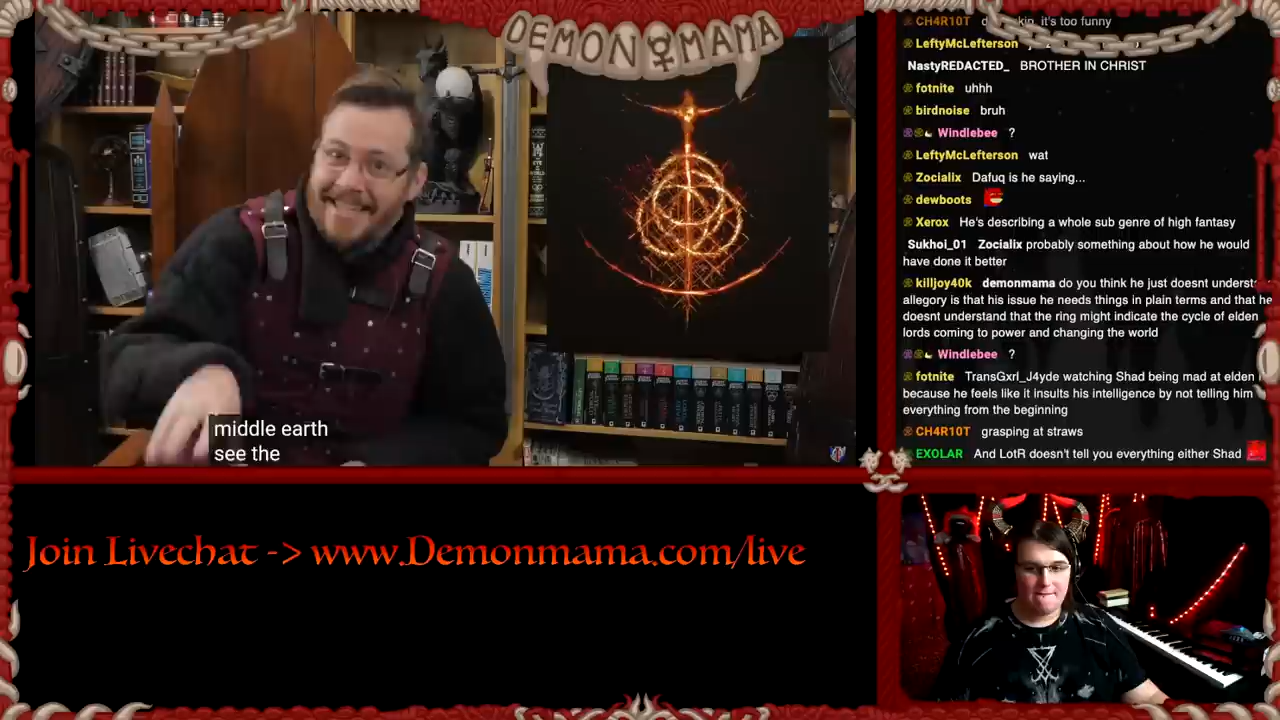 DEMON MAMA
CH4R10T it's too funny
LeftyMcLefterson
NastyREDACTED_ BROTHER IN CHRIST
fotnite uhhh
birdnoise bruh
Windlebee ?
LeftyMcLefterson wat
Zocialix Dafuq is he saying...
dewboots
Xerox He's describing a whole sub genre of high fantasy
Sukhoi_01 Zocialix probably something about how he would
have done it better
killjoy40k demonmama do you think he just doesnt
allegory is that his issue he needs things in plain terms and that he
doesnt understand that the ring might indicate the cycle of elden
lords coming to power and changing the world
Windlebee ?
fotnite TransGxrl_J4yde watching Shad being mad at elden
because he feels like it insults his intelligence by not telling him
everything from the beginning
CH4R10T grasping at straws
EXOLAR And LotR doesn't tell you everything either Shad
middle earth
see the
Join Livechat -> www.Demonmama.com/live